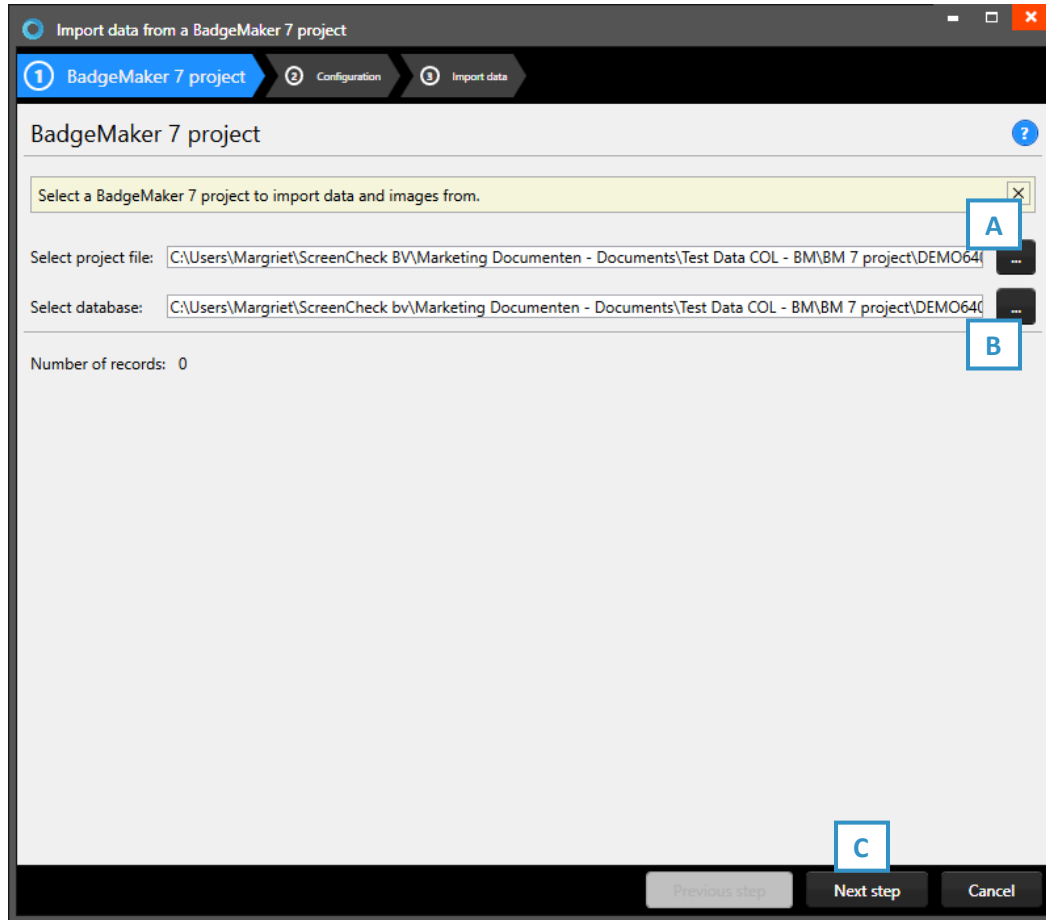 Import data from a BadgeMaker 7 project
1 BadgeMaker 7 project 2 Configuration 3 Import data
BadgeMaker 7 project ?
Select a BadgeMaker 7 project to import data and images from.
A
Select project file: C:\Users\Margriet\ScreenCheck BV\Marketing Documenten - Documents\Test Data COL - BM\BM 7 project\DEMO640 ...
Select database: C:\Users\Margriet\ScreenCheck bv\Marketing Documenten - Documents\Test Data COL - BM\BM 7 project\DEMO640 ...
B
Number of records: 0
C
Previous step Next step Cancel